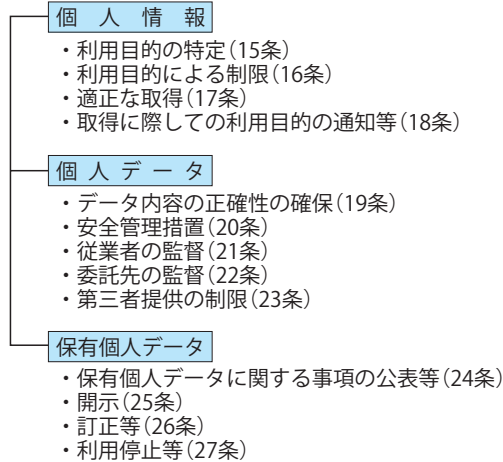 個人情報
・利用目的の特定(15条)
・利用目的による制限(16条)
・適正な取得(17条)
・取得に際しての利用目的の通知等(18条)
個人データ
・データ内容の正確性の確保(19条)
・安全管理措置(20条)
・従業者の監督(21条)
・委託先の監督(22条)
・第三者提供の制限(23条)
保有個人データ
・保有個人データに関する事項の公表等(24条)
・開示(25条)
・訂正等(26条)
・利用停止等(27条)